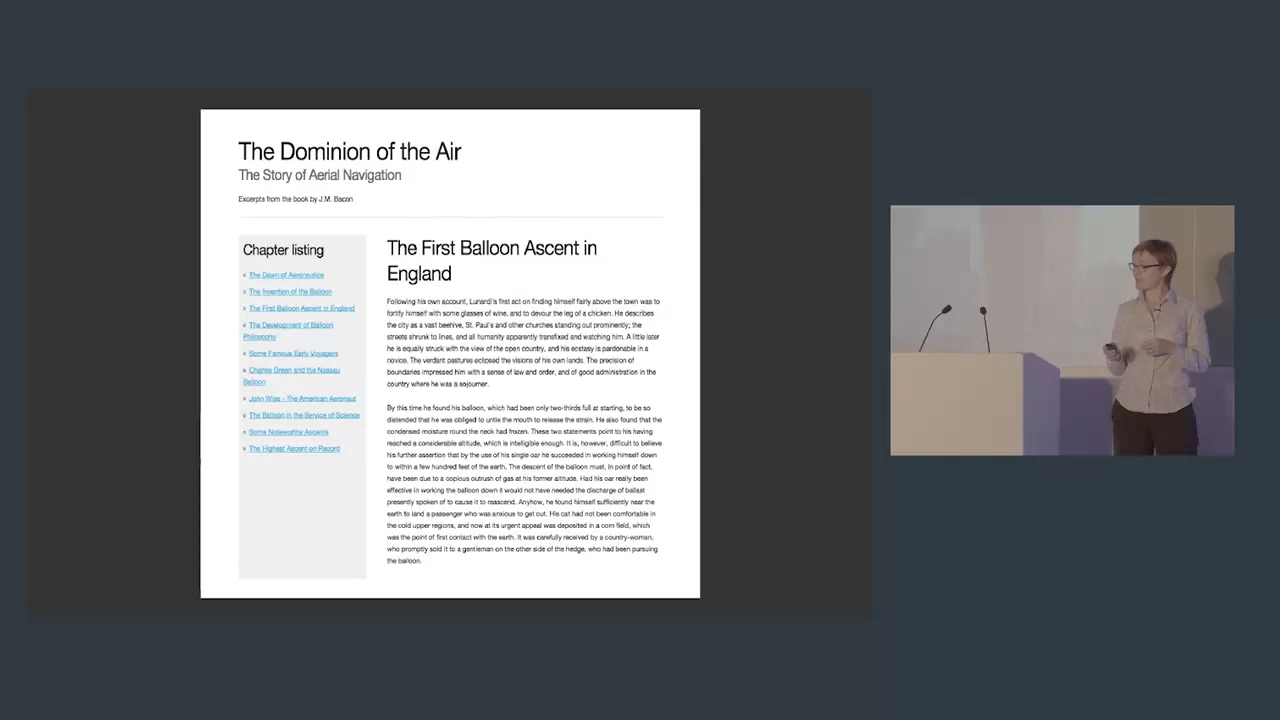 The Dominion of the Air
The Story of Aerial Navigation
Excerpts from the book by J.M. Bacon
Chapter listing
The Dawn of Aeronautics
The Invention of the Balloon
The First Balloon Ascent in England
The Development of Balloon
Philosophy
Some Famous Early Voyagers
Charles Green and the Nassau
Balloon
John Wise - The American Aeronaut
The Balloon in the Service of Science
Some Noteworthy Ascents
The Highest Ascent on Record
The First Balloon Ascent in
England
Following his own account, Lunardi's first act on finding himself fairly above the town was to
fortify himself with some glasses of wine, and to devour the leg of a chicken. He describes
the city as a vast beehive, St. Paul's and other churches standing out prominently; the
streets shrunk to lines, and all humanity apparently transfixed and watching him. A little later
he is equally struck with the view of the open country, and his ecstasy is pardonable in a
novice. The verdant pastures eclipsed the visions of his own lands. The precision of
boundaries impressed him with a sense of law and order, and of good administration in the
country where he was a sojourner.
By this time he found his balloon, which had been only two-thirds full at starting, to be so
distended that he was obliged to untie the mouth to release the strain. He also found that the
condensed moisture round the neck had frozen. These two statements point to his having
reached a considerable altitude, which is intelligible enough. It is, however, difficult to believe
his further assertion that by the use of his single oar he succeeded in working himself down
to within a few hundred feet of the earth. The descent of the balloon must, in point of fact,
have been due to a copious outrush of gas at his former altitude. Had his oar really been
effective in working the balloon down it would not have needed the discharge of ballast
presently spoken of to cause it to reascend. Anyhow, he found himself sufficiently near the
earth to land a passenger who was anxious to get out. His cat had not been comfortable in
the cold upper regions, and now at its urgent appeal was deposited in a corn field, which
was the point of first contact with the earth. It was carefully received by a country-woman,
who promptly sold it to a gentleman on the other side of the hedge, who had been pursuing
the balloon.